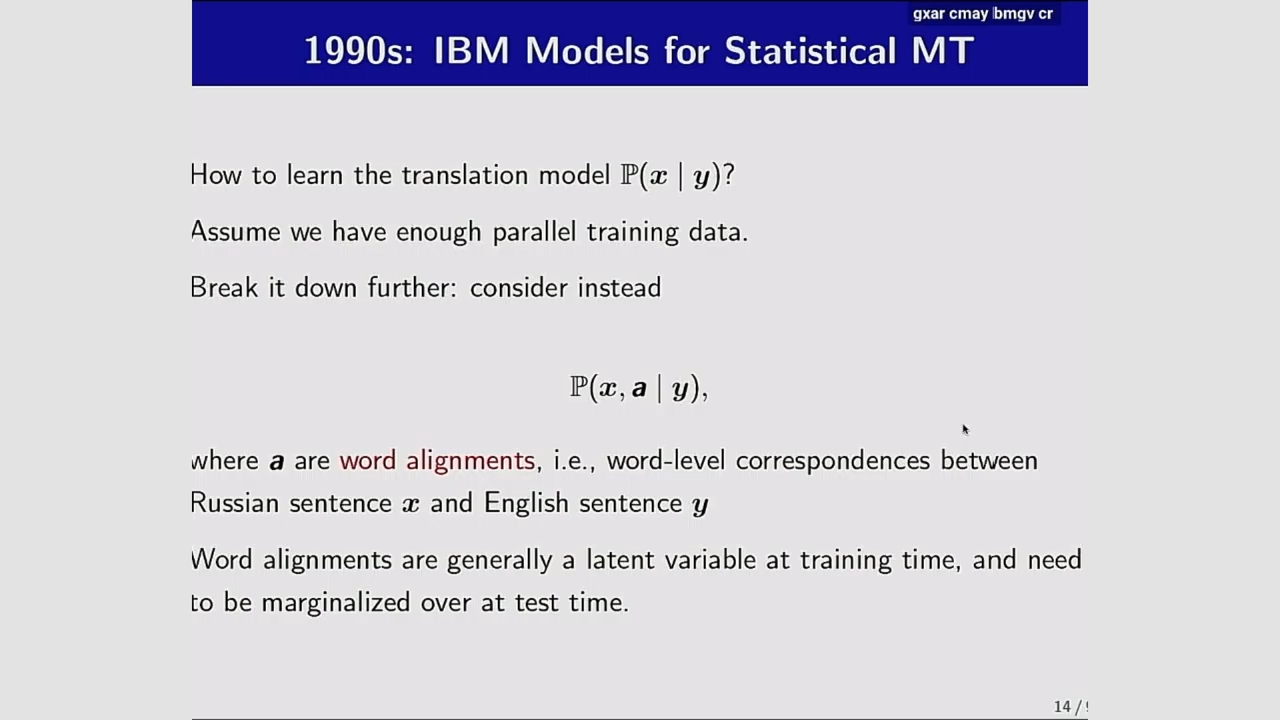 gxar cmay bmgv cr
1990s: IBM Models for Statistical MT
How to learn the translation model ℙ(x | y)?
Assume we have enough parallel training data.
Break it down further: consider instead
ℙ(x, a | y),
where a are word alignments, i.e., word-level correspondences between
Russian sentence x and English sentence y
Word alignments are generally a latent variable at training time, and need
to be marginalized over at test time.
14 /